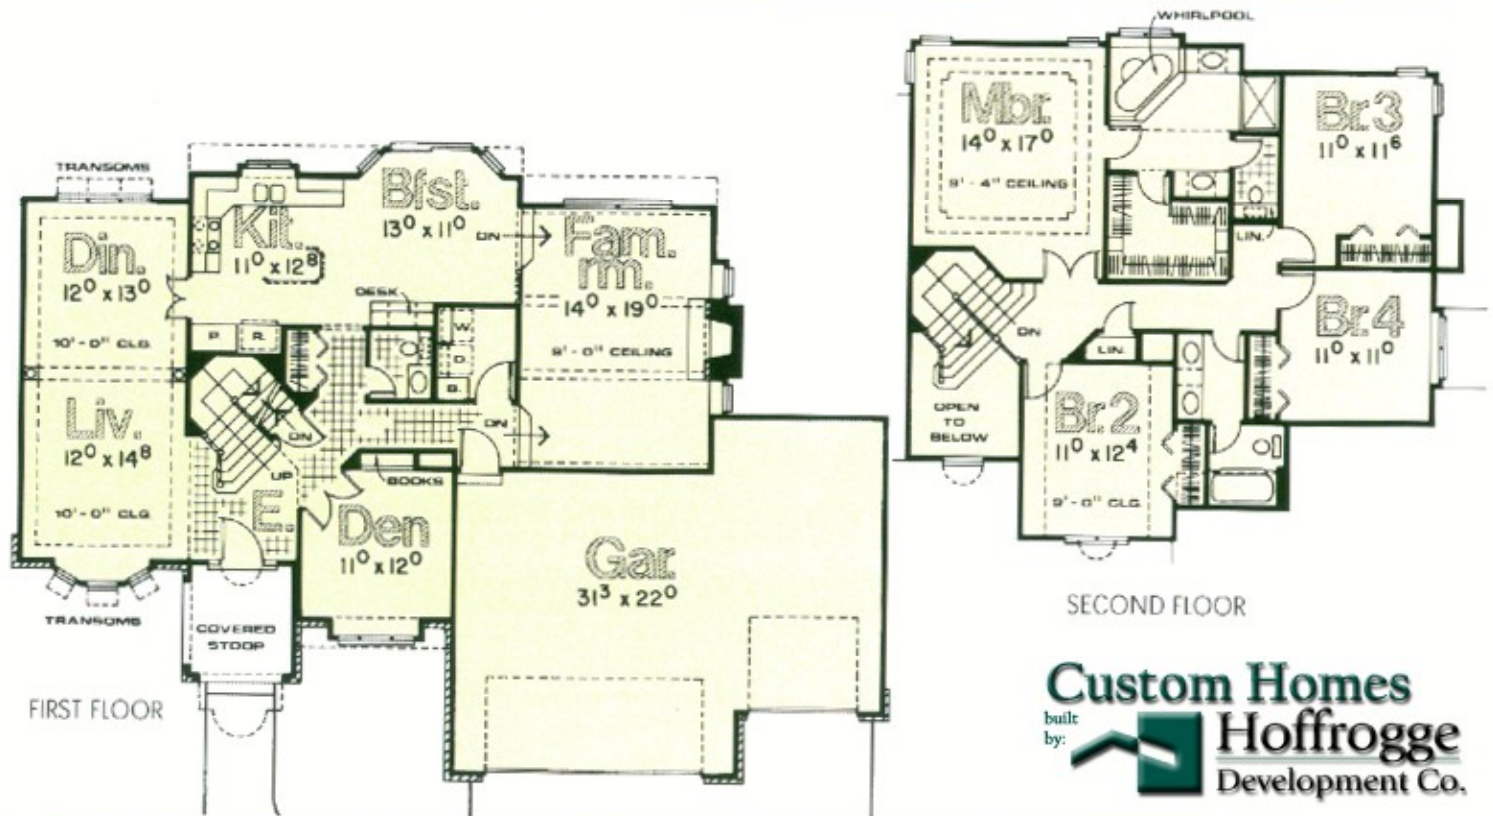 TRANSOMS
Din.
12⁰ x 13⁰
10' - 0" CLG.
Liv.
12⁰ x 14⁸
10' - 0" CLG.
TRANSOMS
Kit.
11⁰ x 12⁸
Bfst.
13⁰ x 11⁰
DN
DESK
P.
R.
W.
D.
B.
Fam.
rm.
14⁰ x 19⁰
9' - 0" CEILING
DN
DN
UP
E.
BOOKS
Den
11⁰ x 12⁰
Gar.
31³ x 22⁰
COVERED
STOOP
FIRST FLOOR
WHIRLPOOL
Mbr.
14⁰ x 17⁰
9' - 4" CEILING
Br.3
11⁰ x 11⁶
LIN.
DN
LIN.
Br.4
11⁰ x 11⁰
OPEN
TO
BELOW
Br.2
11⁰ x 12⁴
9' - 0" CLG.
SECOND FLOOR
Custom Homes
built
by:
Hoffrogge
Development Co.